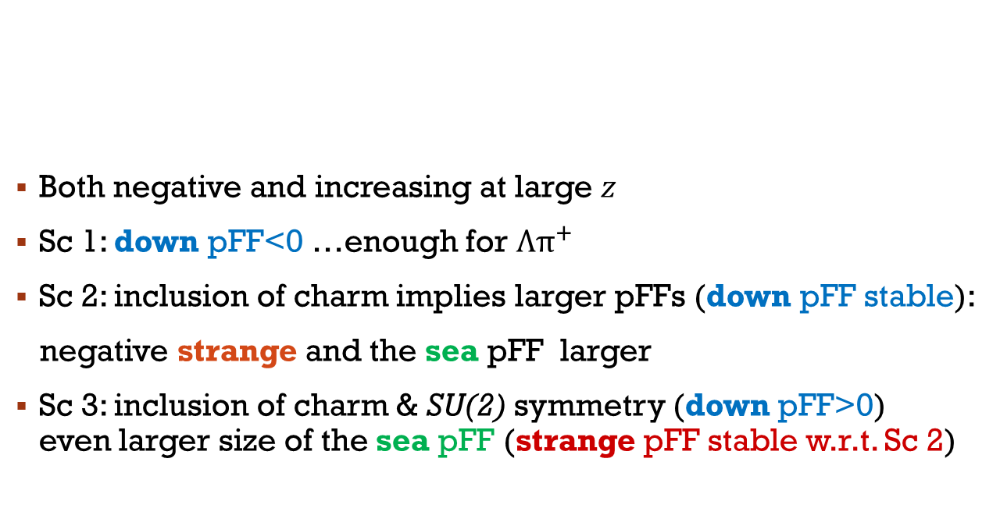 ▪ Both negative and increasing at large z
▪ Sc 1: down pFF<0 …enough for Λπ⁺
▪ Sc 2: inclusion of charm implies larger pFFs (down pFF stable):
negative strange and the sea pFF larger
▪ Sc 3: inclusion of charm & SU(2) symmetry (down pFF>0)
even larger size of the sea pFF (strange pFF stable w.r.t. Sc 2)